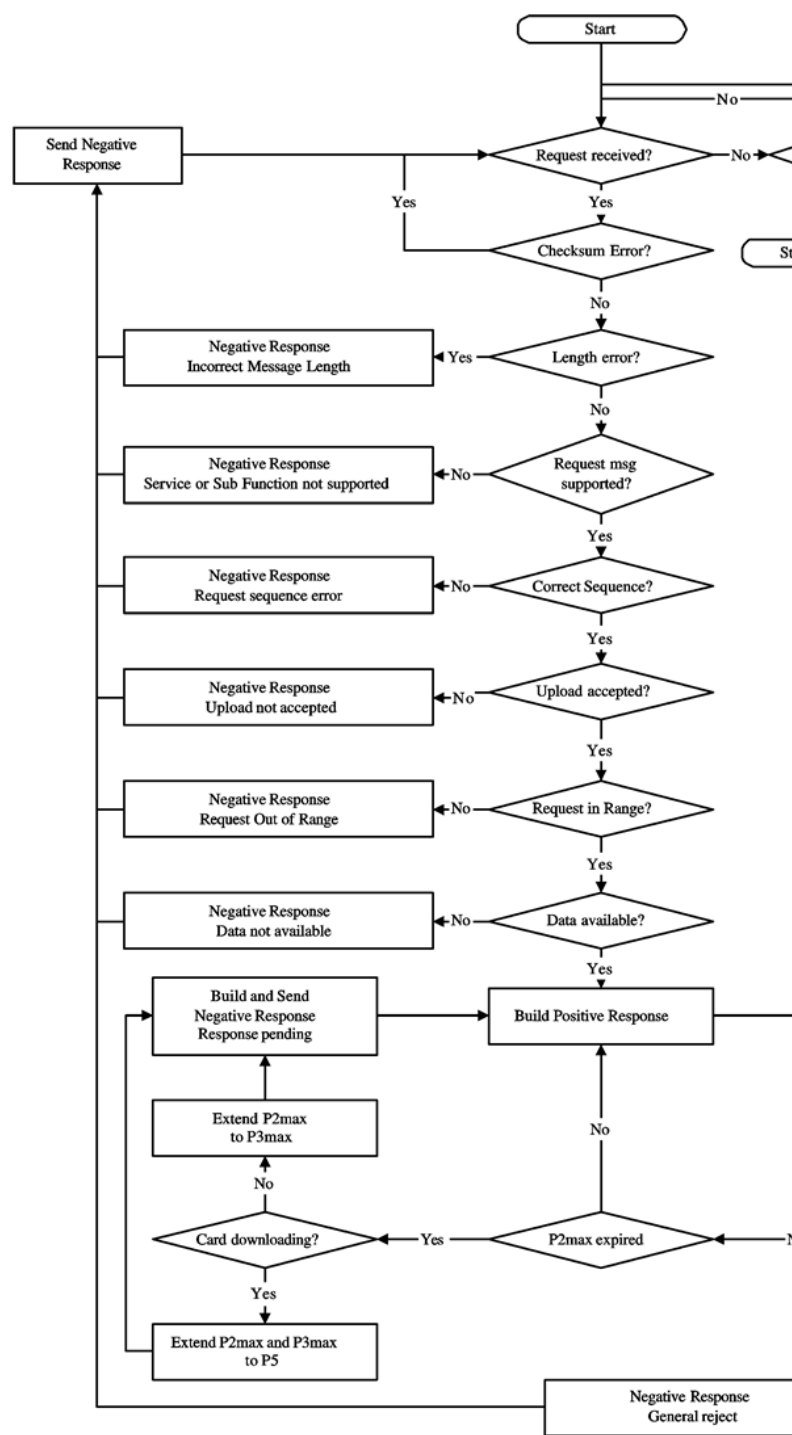 Start
No
Send Negative
Response
Request received?
No
Yes
Yes
Checksum Error?
No
Negative Response
Incorrect Message Length
Yes
Length error?
No
Negative Response
Service or Sub Function not supported
No
Request msg
supported?
Yes
Negative Response
Request sequence error
No
Correct Sequence?
Yes
Negative Response
Upload not accepted
No
Upload accepted?
Yes
Negative Response
Request Out of Range
No
Request in Range?
Yes
Negative Response
Data not available
No
Data available?
Yes
Build and Send
Negative Response
Response pending
Build Positive Response
Extend P2max
to P3max
No
No
Card downloading?
Yes
P2max expired
Yes
Extend P2max and P3max
to P5
Negative Response
General reject